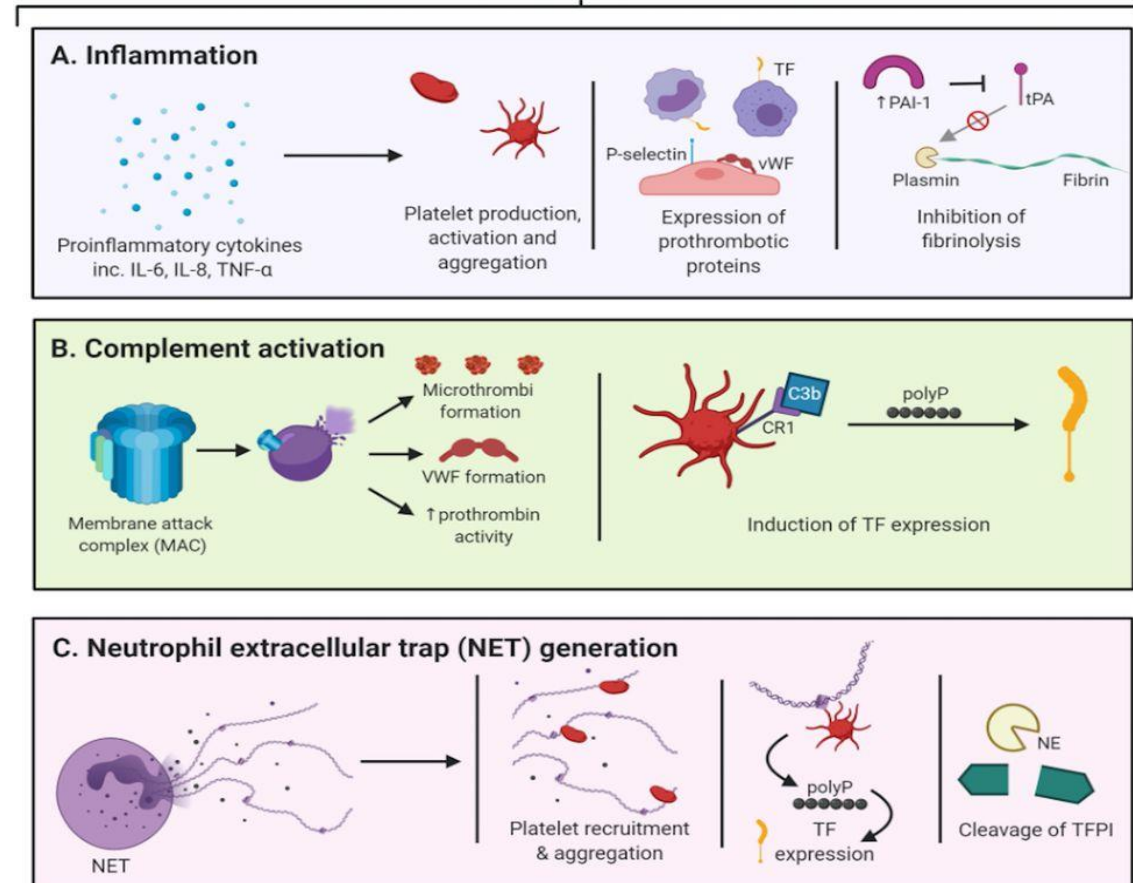 A. Inflammation
Proinflammatory cytokines
inc. IL-6, IL-8, TNF-α
Platelet production,
activation and
aggregation
TF
P-selectin
vWF
Expression of
prothrombotic
proteins
↑PAI-1
tPA
Plasmin
Fibrin
Inhibition of
fibrinolysis
B. Complement activation
Membrane attack
complex (MAC)
Microthrombi
formation
VWF formation
↑prothrombin
activity
C3b
CR1
polyP
Induction of TF expression
C. Neutrophil extracellular trap (NET) generation
NET
Platelet recruitment
& aggregation
polyP
TF
expression
NE
Cleavage of TFPI